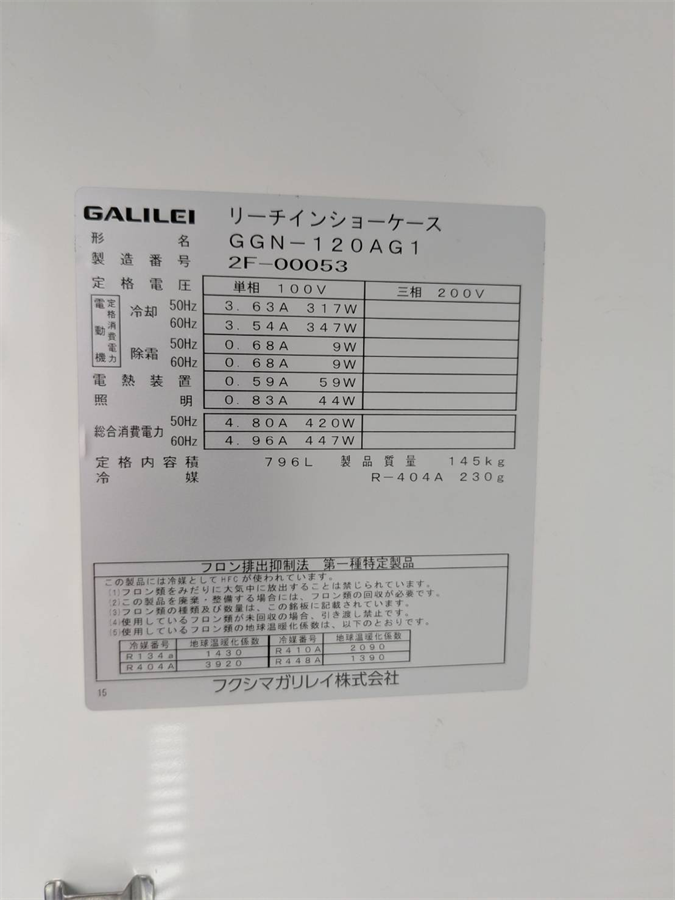 GALILEI リーチインショーケース
形名 GGN-120AG1
製造番号 2F-00053
定格電圧 単相 100V 三相 200V
電動機 定格消費電力 冷却 50Hz 3.63A 317W
60Hz 3.54A 347W
除霜 50Hz 0.68A 9W
60Hz 0.68A 9W
電熱装置 0.59A 59W
照明 0.83A 44W
総合消費電力 50Hz 4.80A 420W
60Hz 4.96A 447W
定格内容積 796L 製品質量 145kg
冷媒 R-404A 230g
フロン排出抑制法 第一種特定製品
この製品には冷媒としてHFCが使われています。
(1)フロン類をみだりに大気中に放出することは禁じられています。
(2)この製品を廃棄・整備する場合には、フロン類の回収が必要です。
(3)フロン類の種類及び数量は、この銘板に記載されています。
(4)使用しているフロン類が未回収の場合、引き渡し禁止です。
(5)使用しているフロン類の地球温暖化係数は、以下のとおりです。
冷媒番号 地球温暖化係数 冷媒番号 地球温暖化係数
R134a 1430 R410A 2090
R404A 3920 R448A 1390
15 フクシマガリレイ株式会社